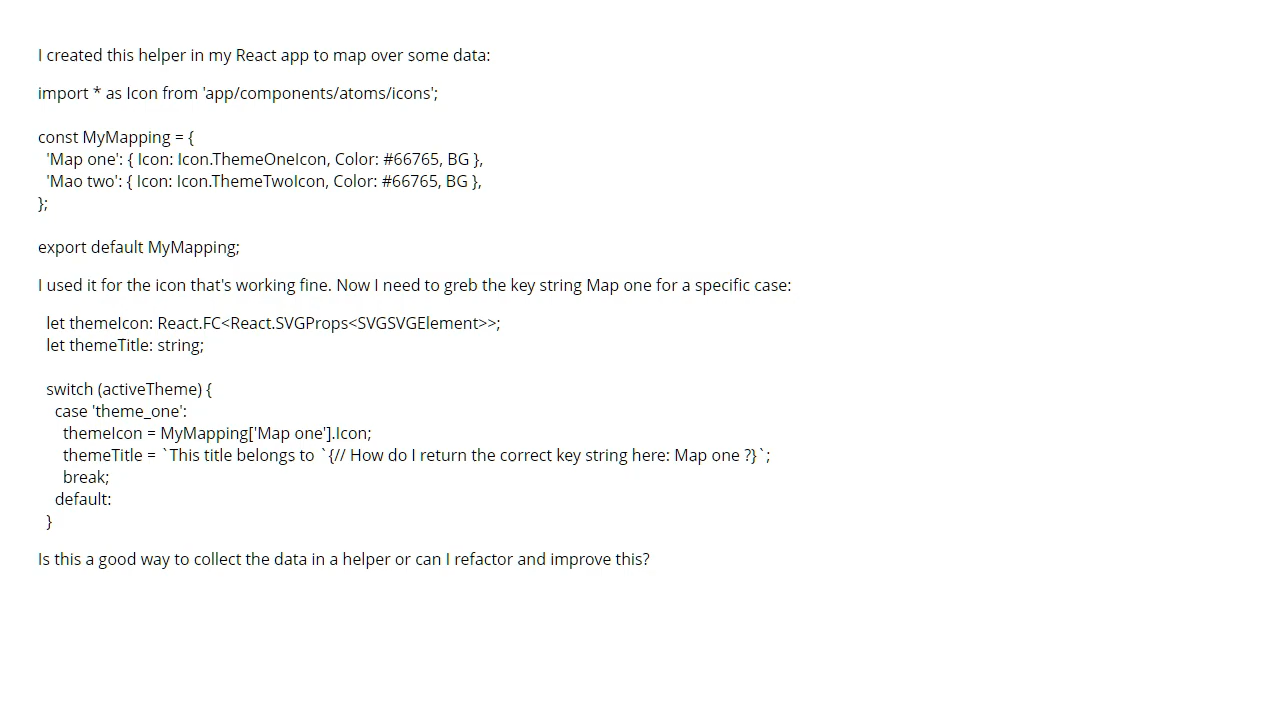 I created this helper in my React app to map over some data:
import * as Icon from 'app/components/atoms/icons';
const MyMapping = {
'Map one': { Icon: Icon.ThemeOneIcon, Color: #66765, BG },
'Mao two': { Icon: Icon.ThemeTwoIcon, Color: #66765, BG },
};
export default MyMapping;
I used it for the icon that's working fine. Now I need to greb the key string Map one for a specific case:
let themeIcon: React.FC<React.SVGProps<SVGSVGElement>>;
let themeTitle: string;
switch (activeTheme) {
case 'theme_one':
themeIcon = MyMapping['Map one'].Icon;
themeTitle = `This title belongs to `{// How do I return the correct key string here: Map one ?}`;
break;
default:
}
Is this a good way to collect the data in a helper or can I refactor and improve this?